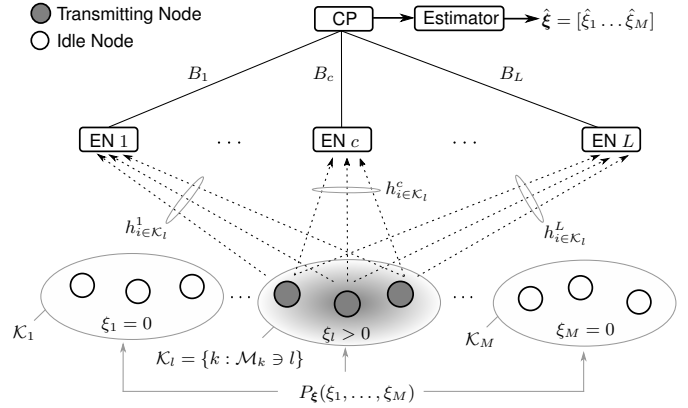 Transmitting Node
Idle Node
CP
Estimator
$\hat{\boldsymbol{\xi}} = [\hat{\xi}_1 \ldots \hat{\xi}_M]$
$B_1$ $B_c$ $B_L$
EN 1 ... EN $c$ ... EN $L$
$h^1_{i \in \mathcal{K}_l}$ $h^c_{i \in \mathcal{K}_l}$ $h^L_{i \in \mathcal{K}_l}$
... ...
$\xi_1 = 0$ $\xi_l > 0$ $\xi_M = 0$
$\mathcal{K}_1$ $\mathcal{K}_l = \{k : \mathcal{M}_k \ni l\}$ $\mathcal{K}_M$
$P_{\boldsymbol{\xi}}(\xi_1, \ldots, \xi_M)$